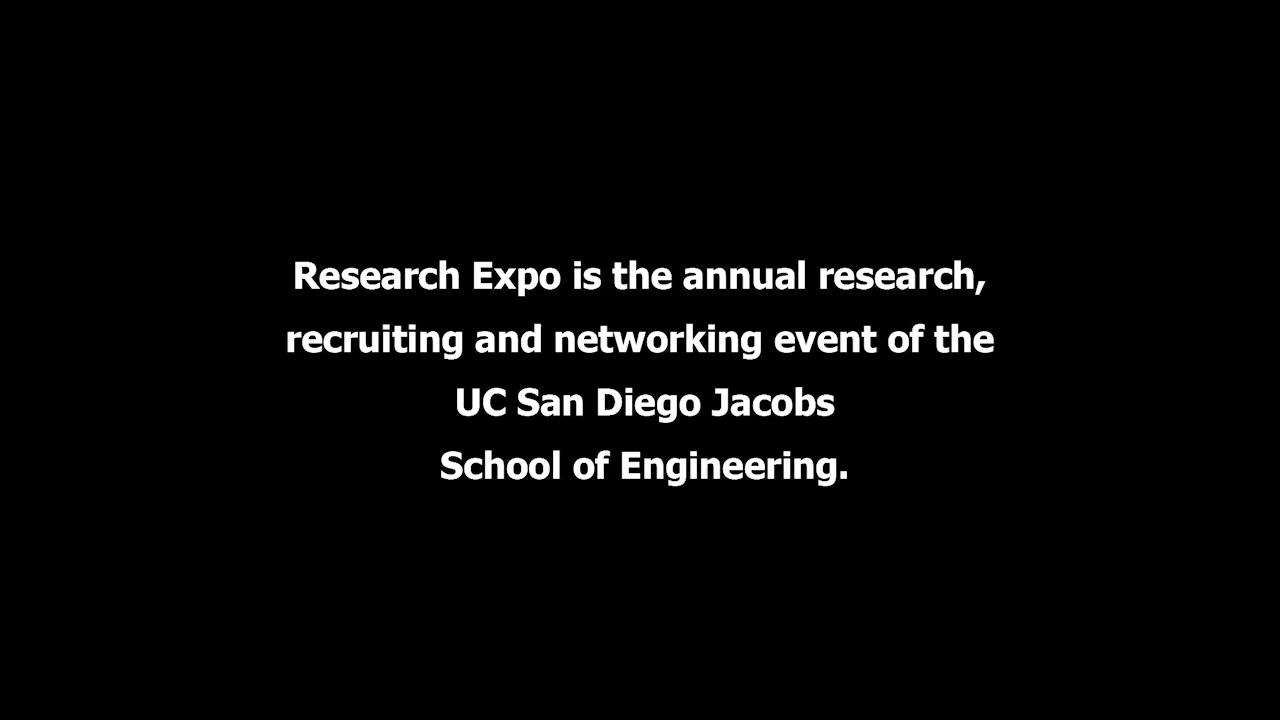 Research Expo is the annual research,
recruiting and networking event of the
UC San Diego Jacobs
School of Engineering.